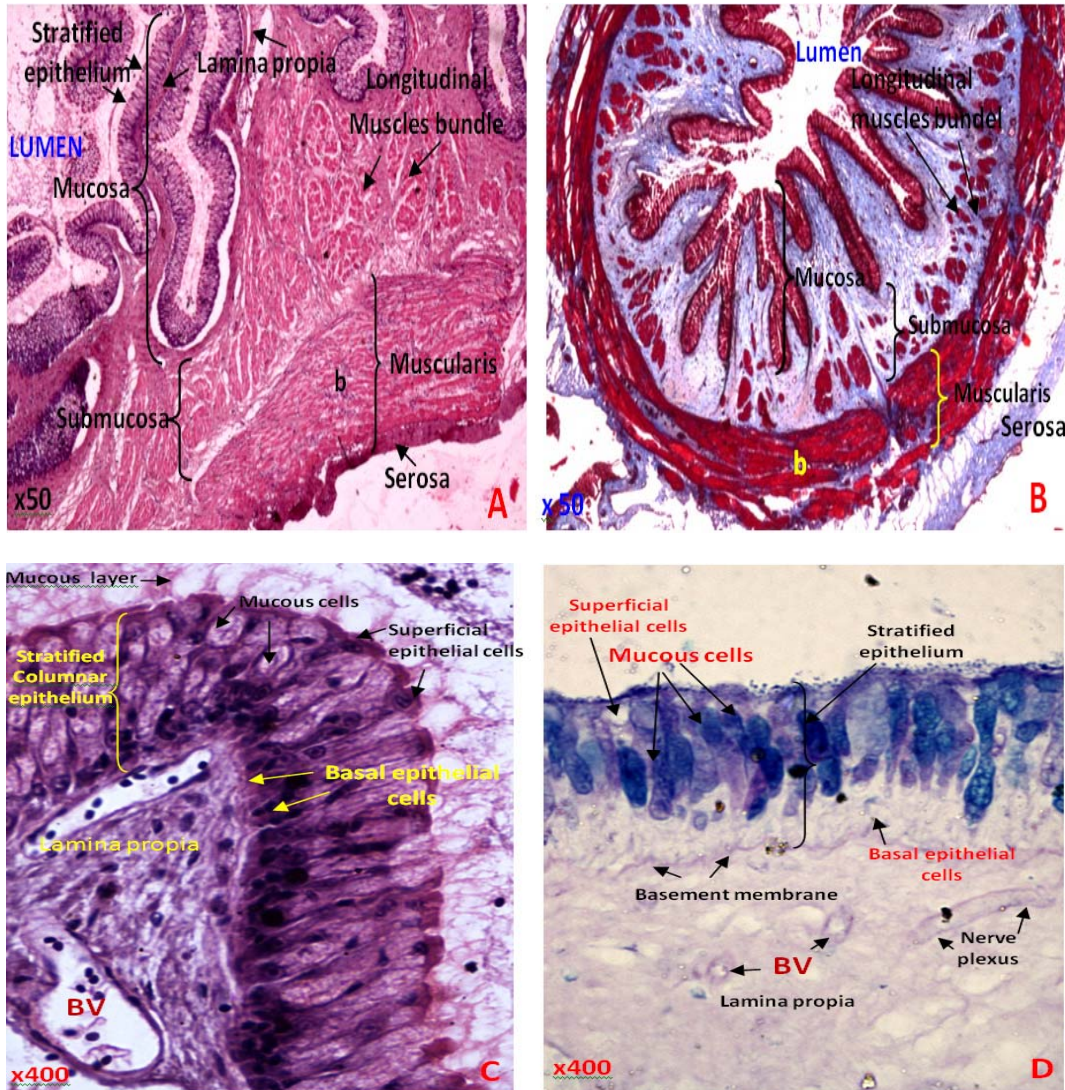 Stratified
epithelium
Lamina propia
Longitudinal
Muscles bundle
LUMEN
Mucosa
b
Muscularis
Submucosa
Serosa
x50
A
Lumen
Longitudinal
muscles bundel
Mucosa
Submucosa
Muscularis
Serosa
b
x 50
B
Mucous layer
Mucous cells
Superficial
epithelial cells
Stratified
Columnar
epithelium
Basal epithelial
cells
Lamina propia
BV
x400
C
Superficial
epithelial cells
Mucous cells
Stratified
epithelium
Basal epithelial
cells
Basement membrane
Nerve
plexus
BV
Lamina propia
x400
D